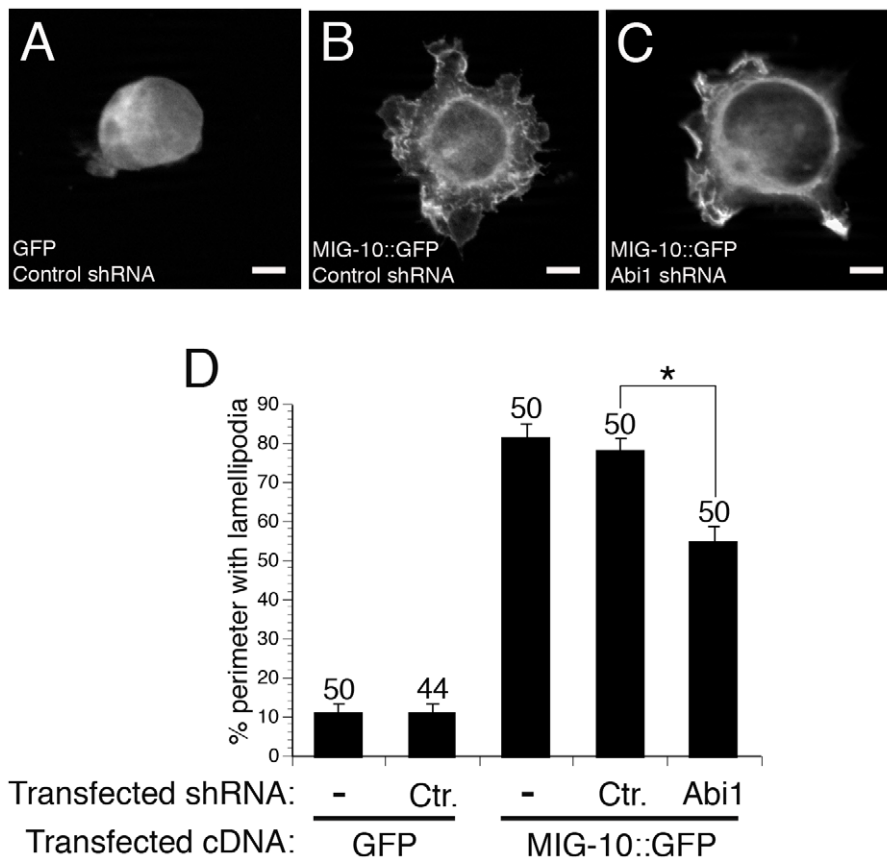 A
B
C
GFP
Control shRNA
MIG-10::GFP
Control shRNA
MIG-10::GFP
Abi1 shRNA
D
% perimeter with lamellipodia
90
80
70
60
50
40
30
20
10
0
50
44
50
50
50
*
Transfected shRNA: - Ctr. - Ctr. Abi1
Transfected cDNA: GFP MIG-10::GFP